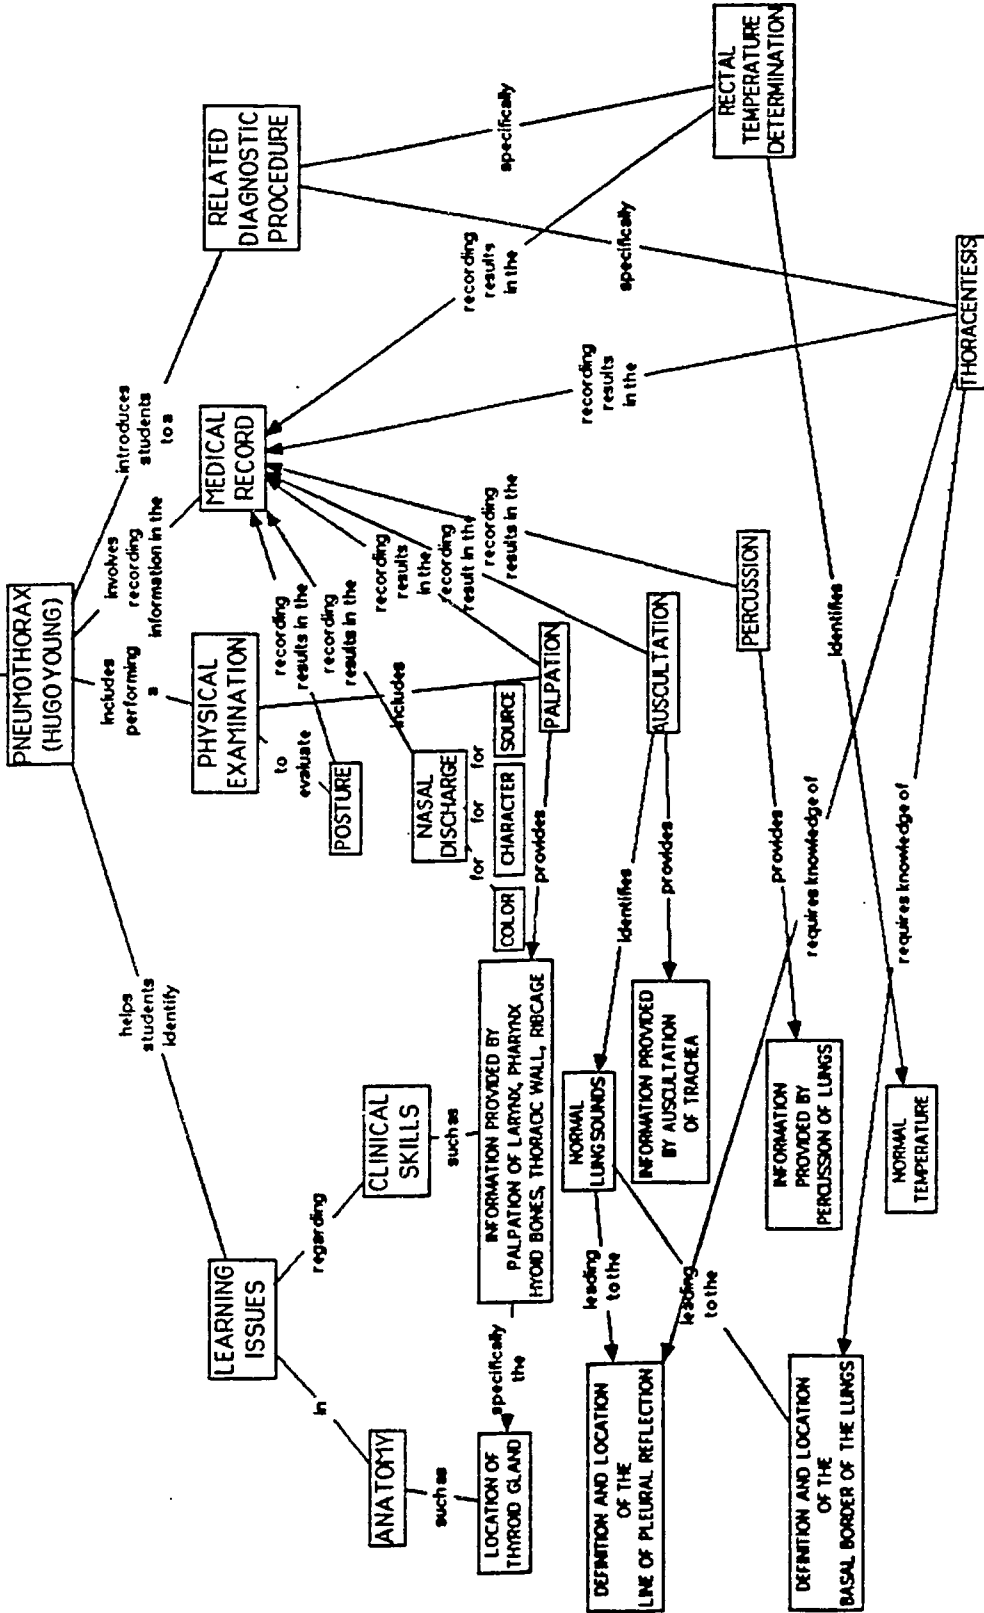 PNEUMOTHORAX
(HUGO YOUNG)
helps
students
identify
includes
performing
a
involves
recording
information in the
introduces
students
to a
LEARNING
ISSUES
PHYSICAL
EXAMINATION
MEDICAL
RECORD
RELATED
DIAGNOSTIC
PROCEDURE
in
regarding
to
evaluate
recording
results in the
recording
results in the
recording
results
in the
recording
result in the
recording
results in the
recording
results
in the
recording
results
in the
specifically
specifically
ANATOMY
CLINICAL
SKILLS
POSTURE
includes
NASAL
DISCHARGE
for
for
for
COLOR
CHARACTER
SOURCE
such as
such as
LOCATION OF
THYROID GLAND
specifically
the
INFORMATION PROVIDED BY
PALPATION OF LARYNX, PHARYNX
HYOID BONES, THORACIC WALL, RIBCAGE
provides
PALPATION
NORMAL
LUNG SOUNDS
identifies
AUSCULTATION
leading
to the
leading
to the
INFORMATION PROVIDED
BY AUSCULTATION
OF TRACHEA
provides
PERCUSSION
RECTAL
TEMPERATURE
DETERMINATION
DEFINITION AND LOCATION
OF THE
LINE OF PLEURAL REFLECTION
INFORMATION
PROVIDED BY
PERCUSSION OF LUNGS
provides
requires knowledge of
identifies
DEFINITION AND LOCATION
OF THE
BASAL BORDER OF THE LUNGS
NORMAL
TEMPERATURE
requires knowledge of
THORACENTESIS